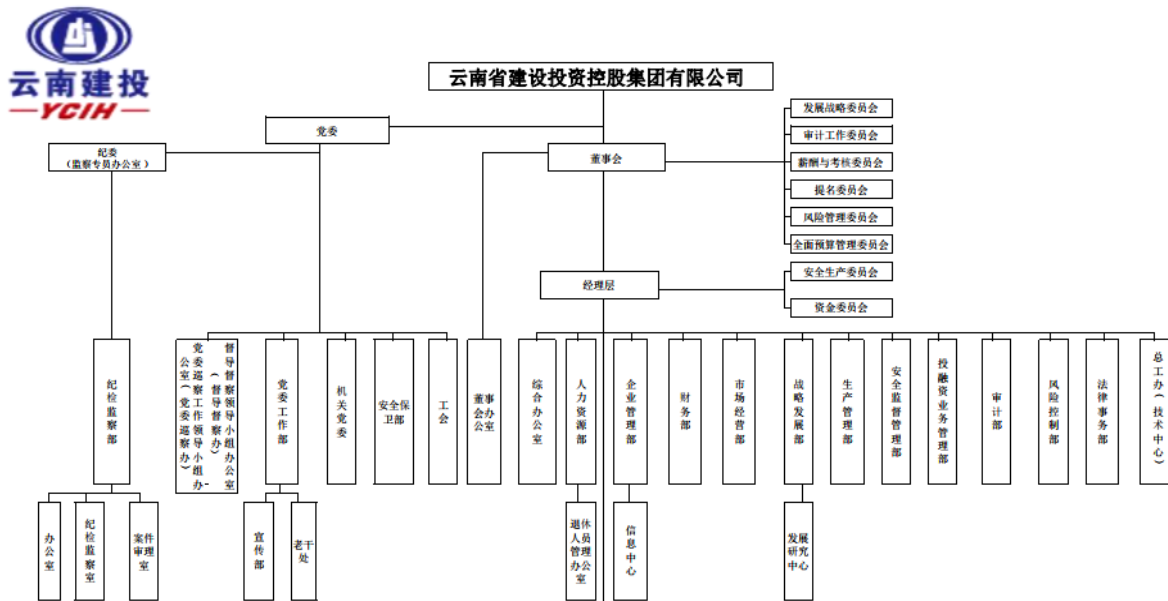 云南建投
YCIH
云南省建设投资控股集团有限公司
党委
纪委
（监察专员办公室）
董事会
发展战略委员会
审计工作委员会
薪酬与考核委员会
提名委员会
风险管理委员会
全面预算管理委员会
经理层
安全生产委员会
资金委员会
纪检监察部
党委巡察工作领导小组办公室（党委巡察办）
督导督察领导小组办公室（督导督察办）
党委工作部
机关党委
安全保卫部
工会
董事会办公室
综合办公室
人力资源部
企业管理部
财务部
市场经营部
战略发展部
生产管理部
安全监督管理部
投融资业务管理部
审计部
风险控制部
法律事务部
总工办（技术中心）
办公室
纪检监察室
案件审理室
宣传部
老干处
退休人员管理办公室
信息中心
发展研究中心